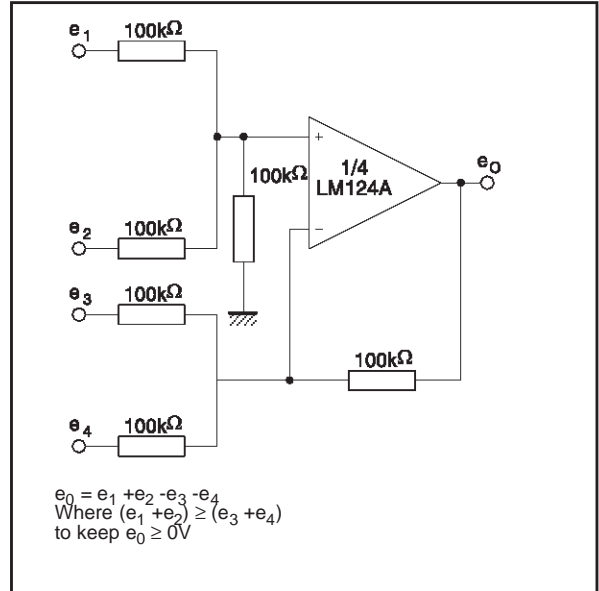 e1
100kΩ
100kΩ
1/4
LM124A
eO
e2
100kΩ
e3
100kΩ
100kΩ
e4
100kΩ
+
-
e0 = e1 +e2 -e3 -e4
Where (e1 +e2) ≥ (e3 +e4)
to keep e0 ≥ 0V